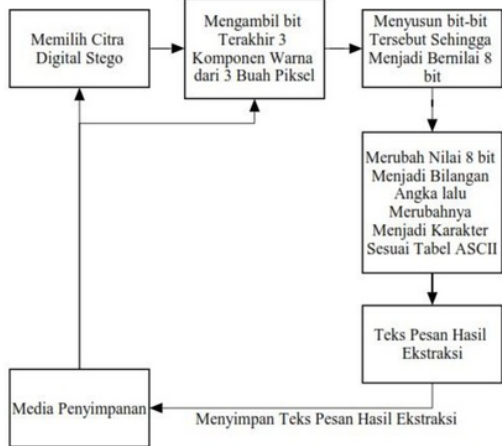 Memilih Citra
Digital Stego
Mengambil bit
Terakhir 3
Komponen Warna
dari 3 Buah Piksel
Menyusun bit-bit
Tersebut Sehingga
Menjadi Bernilai 8
bit
Merubah Nilai 8 bit
Menjadi Bilangan
Angka lalu
Merubahnya
Menjadi Karakter
Sesuai Tabel ASCII
Teks Pesan Hasil
Ekstraksi
Media Penyimpanan
Menyimpan Teks Pesan Hasil Ekstraksi